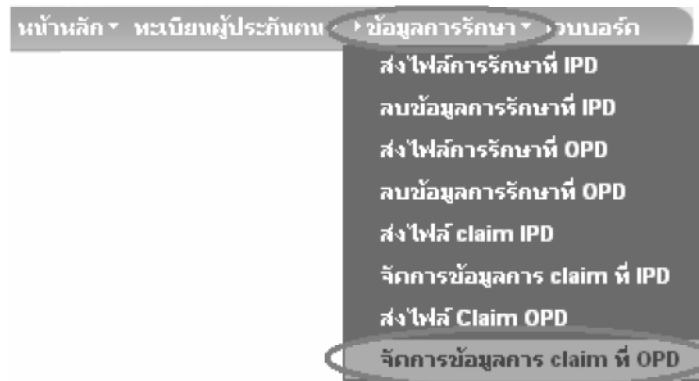 หน้าหลัก ทะเบียนผู้ประกันตน ข้อมูลการรักษา เวบบอร์ด
ส่งไฟล์การรักษาที่ IPD
ลบข้อมูลการรักษาที่ IPD
ส่งไฟล์การรักษาที่ OPD
ลบข้อมูลการรักษาที่ OPD
ส่งไฟล์ claim IPD
จัดการข้อมูลการ claim ที่ IPD
ส่งไฟล์ Claim OPD
จัดการข้อมูลการ claim ที่ OPD